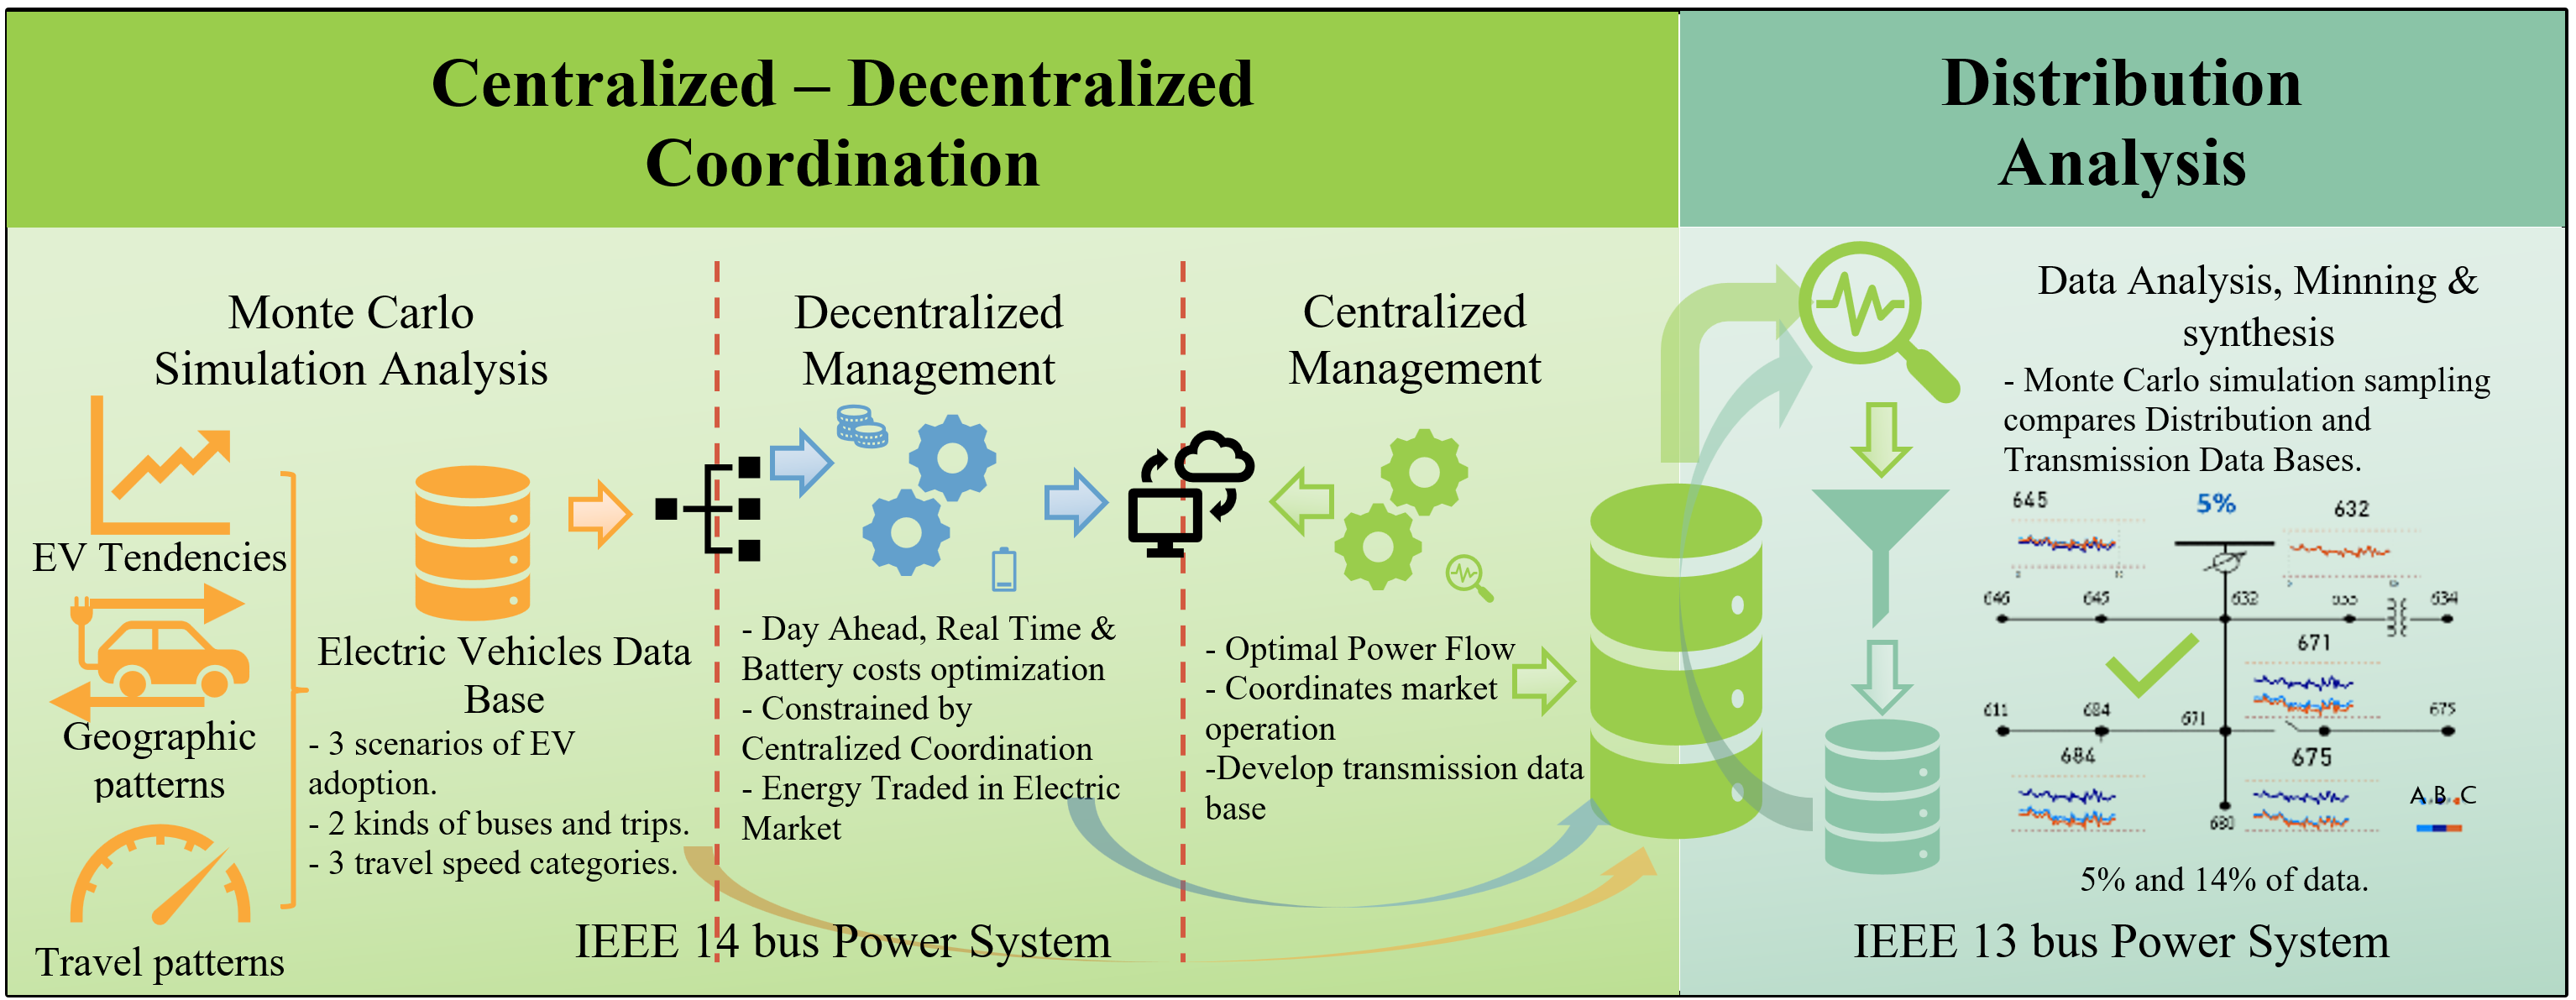 Centralized – Decentralized
Coordination
Distribution
Analysis
Monte Carlo
Simulation Analysis
EV Tendencies
Geographic
patterns
Travel patterns
Electric Vehicles Data
Base
- 3 scenarios of EV
adoption.
- 2 kinds of buses and trips.
- 3 travel speed categories.
Decentralized
Management
- Day Ahead, Real Time &
Battery costs optimization
- Constrained by
Centralized Coordination
- Energy Traded in Electric
Market
Centralized
Management
- Optimal Power Flow
- Coordinates market
operation
-Develop transmission data
base
IEEE 14 bus Power System
Data Analysis, Minning &
synthesis
- Monte Carlo simulation sampling
compares Distribution and
Transmission Data Bases.
645
5%
632
646
645
632
634
671
611
684
671
675
684
675
A B C
680
5% and 14% of data.
IEEE 13 bus Power System